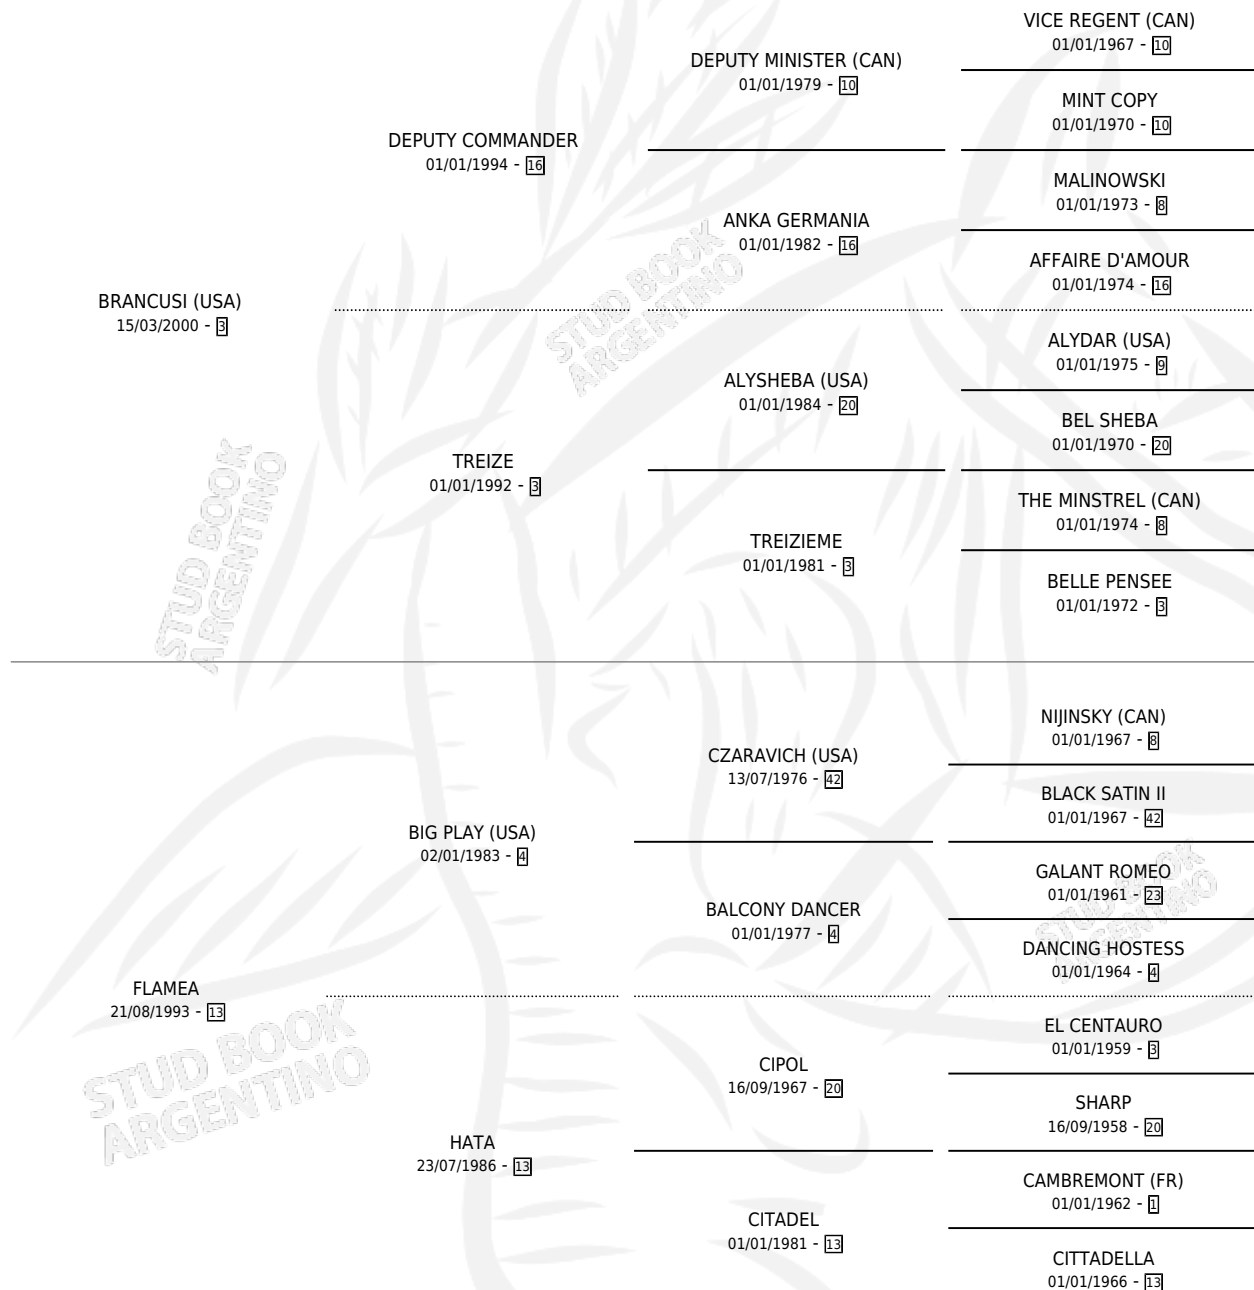 VICE REGENT (CAN)
01/01/1967 - 10
DEPUTY MINISTER (CAN)
01/01/1979 - 10
MINT COPY
01/01/1970 - 10
DEPUTY COMMANDER
01/01/1994 - 16
MALINOWSKI
01/01/1973 - 8
ANKA GERMANIA
01/01/1982 - 16
AFFAIRE D'AMOUR
01/01/1974 - 16
BRANCUSI (USA)
15/03/2000 - 3
ALYDAR (USA)
01/01/1975 - 9
ALYSHEBA (USA)
01/01/1984 - 20
BEL SHEBA
01/01/1970 - 20
TREIZE
01/01/1992 - 3
THE MINSTREL (CAN)
01/01/1974 - 8
TREIZIEME
01/01/1981 - 3
BELLE PENSEE
01/01/1972 - 3
NIJINSKY (CAN)
01/01/1967 - 8
CZARAVICH (USA)
13/07/1976 - 42
BLACK SATIN II
01/01/1967 - 42
BIG PLAY (USA)
02/01/1983 - 4
GALANT ROMEO
01/01/1961 - 23
BALCONY DANCER
01/01/1977 - 4
DANCING HOSTESS
01/01/1964 - 4
FLAMEA
21/08/1993 - 13
EL CENTAURO
01/01/1959 - 3
CIPOL
16/09/1967 - 20
SHARP
16/09/1958 - 20
HATA
23/07/1986 - 13
CAMBREMONT (FR)
01/01/1962 - 1
CITADEL
01/01/1981 - 13
CITTADELLA
01/01/1966 - 13
STUD BOOK
ARGENTINO
STUD BOOK
ARGENTINO
STUD BOOK
ARGENTINO
STUD BOOK
ARGENTINO